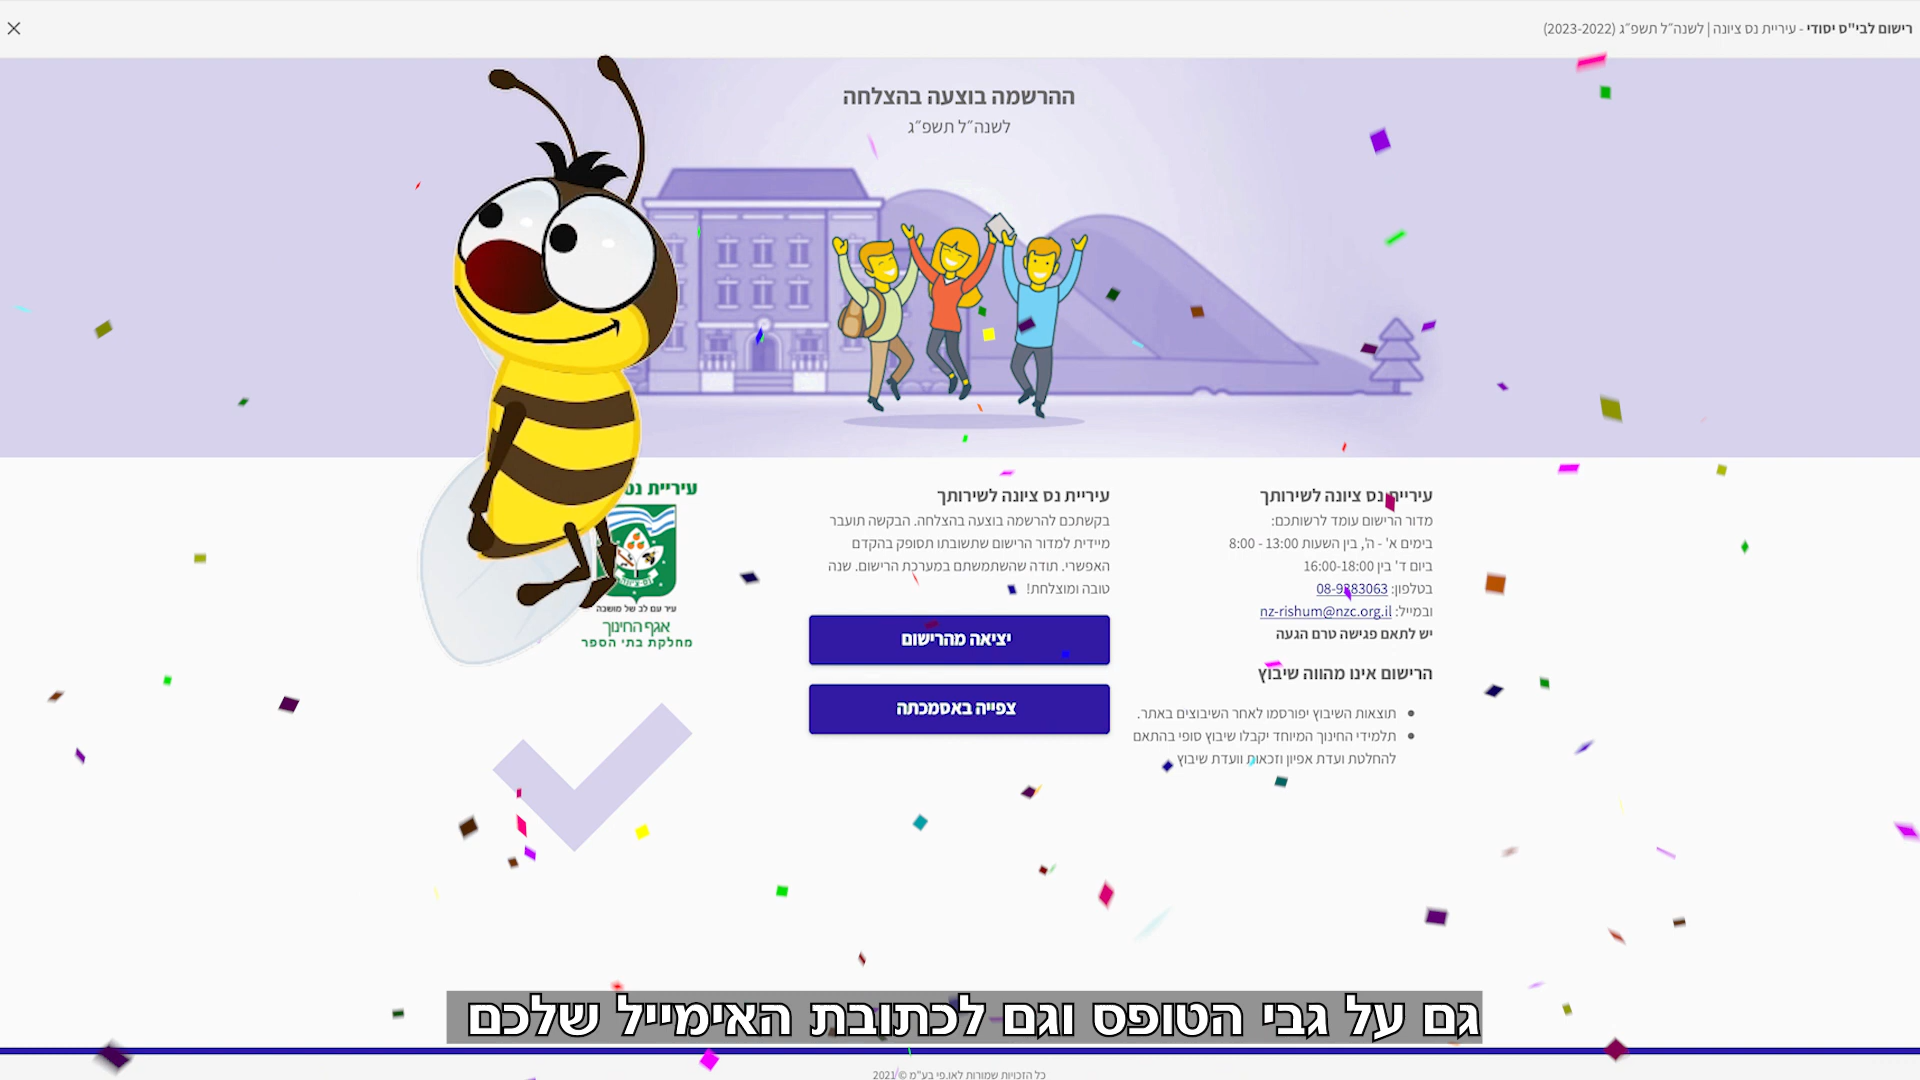 רישום לבי"ס יסודי - עיריית נס ציונה | לשנה״ל תשפ״ג (2023-2022)
ההרשמה בוצעה בהצלחה
לשנה״ל תשפ״ג
עיריית נס ציונה לשירותך
מדור הרישום עומד לרשותכם:
בימים א' - ה', בין השעות 13:00 - 8:00
ביום ד' בין 16:00-18:00
בטלפון: 08-9383063
ובמייל: nz-rishum@nzc.org.il
יש לתאם פגישה טרם הגעה
הרישום אינו מהווה שיבוץ
תוצאות השיבוץ יפורסמו לאחר השיבוצים באתר.
תלמידי החינוך המיוחד יקבלו שיבוץ סופי בהתאם
להחלטת ועדת אפיון וזכאות וועדת שיבוץ
עיריית נס ציונה לשירותך
בקשתכם להרשמה בוצעה בהצלחה. הבקשה תועבר
מיידית למדור הרישום שתשובתו תסופק בהקדם
האפשרי. תודה שהשתמשתם במערכת הרישום. שנה
טובה ומוצלחת!
יציאה מהרישום
צפייה באסמכתה
עיריית נס
נס-ציונה
עיר עם לב של מושבה
אגף החינוך
מחלקת בתי הספר
גם על גבי הטופס וגם לכתובת האימייל שלכם
כל הזכויות שמורות לאו.פי בע"מ © 2021